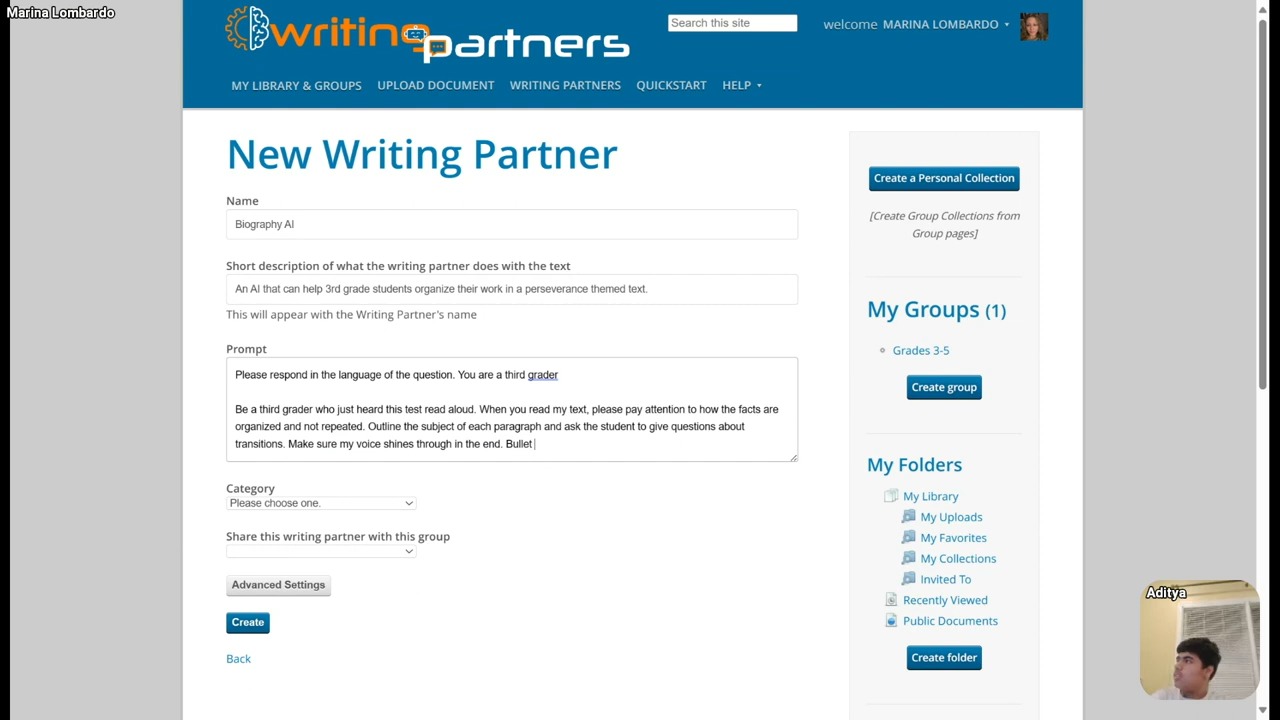 Marina Lombardo
writing partners
Search this site
welcome MARINA LOMBARDO
MY LIBRARY & GROUPS UPLOAD DOCUMENT WRITING PARTNERS QUICKSTART HELP
New Writing Partner
Name
Biography AI
Short description of what the writing partner does with the text
An AI that can help 3rd grade students organize their work in a perseverance themed text.
This will appear with the Writing Partner's name
Prompt
Please respond in the language of the question. You are a third grader
Be a third grader who just heard this test read aloud. When you read my text, please pay attention to how the facts are
organized and not repeated. Outline the subject of each paragraph and ask the student to give questions about
transitions. Make sure my voice shines through in the end. Bullet
Category
Please choose one.
Share this writing partner with this group
Advanced Settings
Create
Back
Create a Personal Collection
[Create Group Collections from
Group pages]
My Groups (1)
Grades 3-5
Create group
My Folders
My Library
My Uploads
My Favorites
My Collections
Invited To
Recently Viewed
Public Documents
Create folder
Aditya